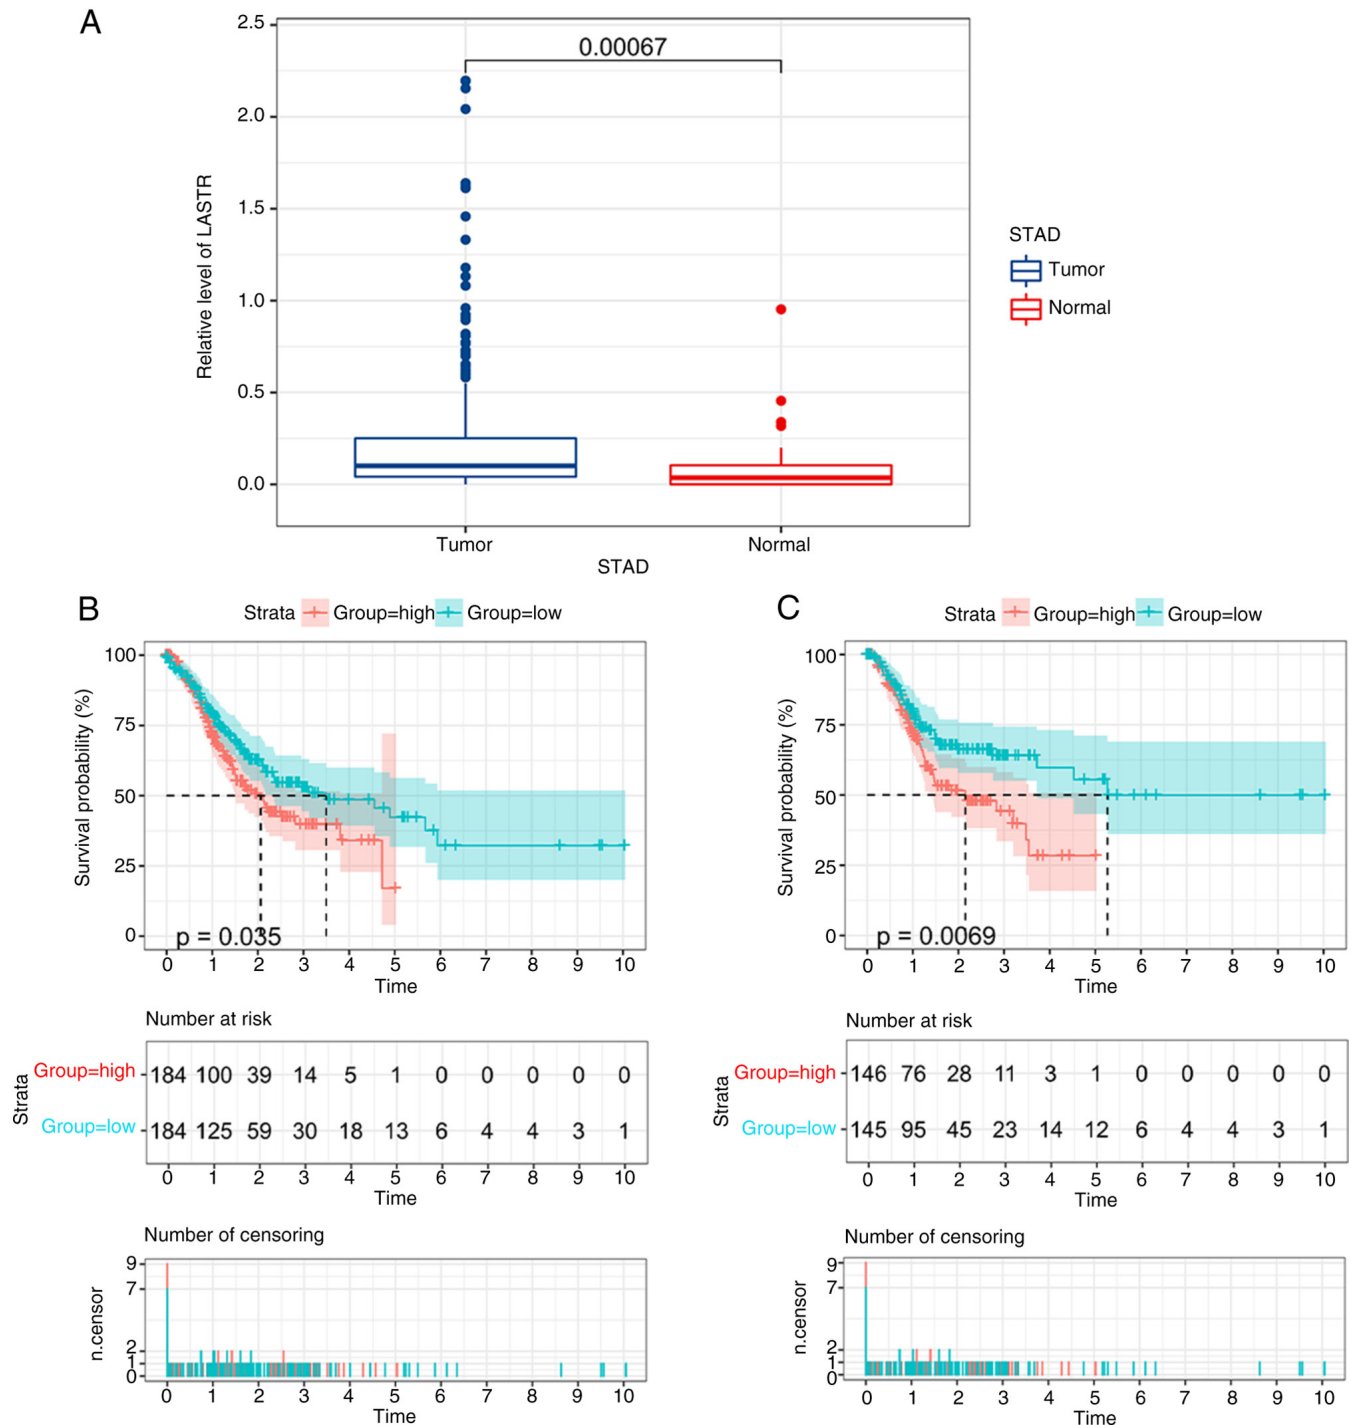 A
2.5
0.00067
2.0
1.5
1.0
0.5
0.0
Relative level of LASTR
Tumor Normal
STAD
STAD
Tumor
Normal
B
Strata Group=high Group=low
100
75
50
25
0
Survival probability (%)
p = 0.035
0 1 2 3 4 5 6 7 8 9 10
Time
Number at risk
Strata
Group=high 184 100 39 14 5 1 0 0 0 0 0
Group=low 184 125 59 30 18 13 6 4 4 3 1
0 1 2 3 4 5 6 7 8 9 10
Time
Number of censoring
n.censor
9
7
2
1
0
0 1 2 3 4 5 6 7 8 9 10
Time
C
Strata Group=high Group=low
100
75
50
25
0
Survival probability (%)
p = 0.0069
0 1 2 3 4 5 6 7 8 9 10
Time
Number at risk
Strata
Group=high 146 76 28 11 3 1 0 0 0 0 0
Group=low 145 95 45 23 14 12 6 4 4 3 1
0 1 2 3 4 5 6 7 8 9 10
Time
Number of censoring
n.censor
9
7
2
1
0
0 1 2 3 4 5 6 7 8 9 10
Time